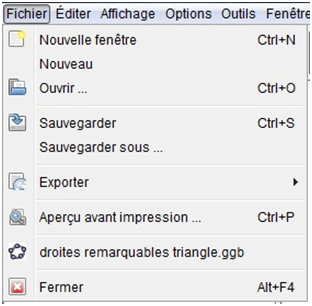 Fichier Éditer Affichage Options Outils Fenêtre
Nouvelle fenêtre Ctrl+N
Nouveau
Ouvrir ... Ctrl+O
Sauvegarder Ctrl+S
Sauvegarder sous ...
Exporter
Aperçu avant impression ... Ctrl+P
droites remarquables triangle.ggb
Fermer Alt+F4